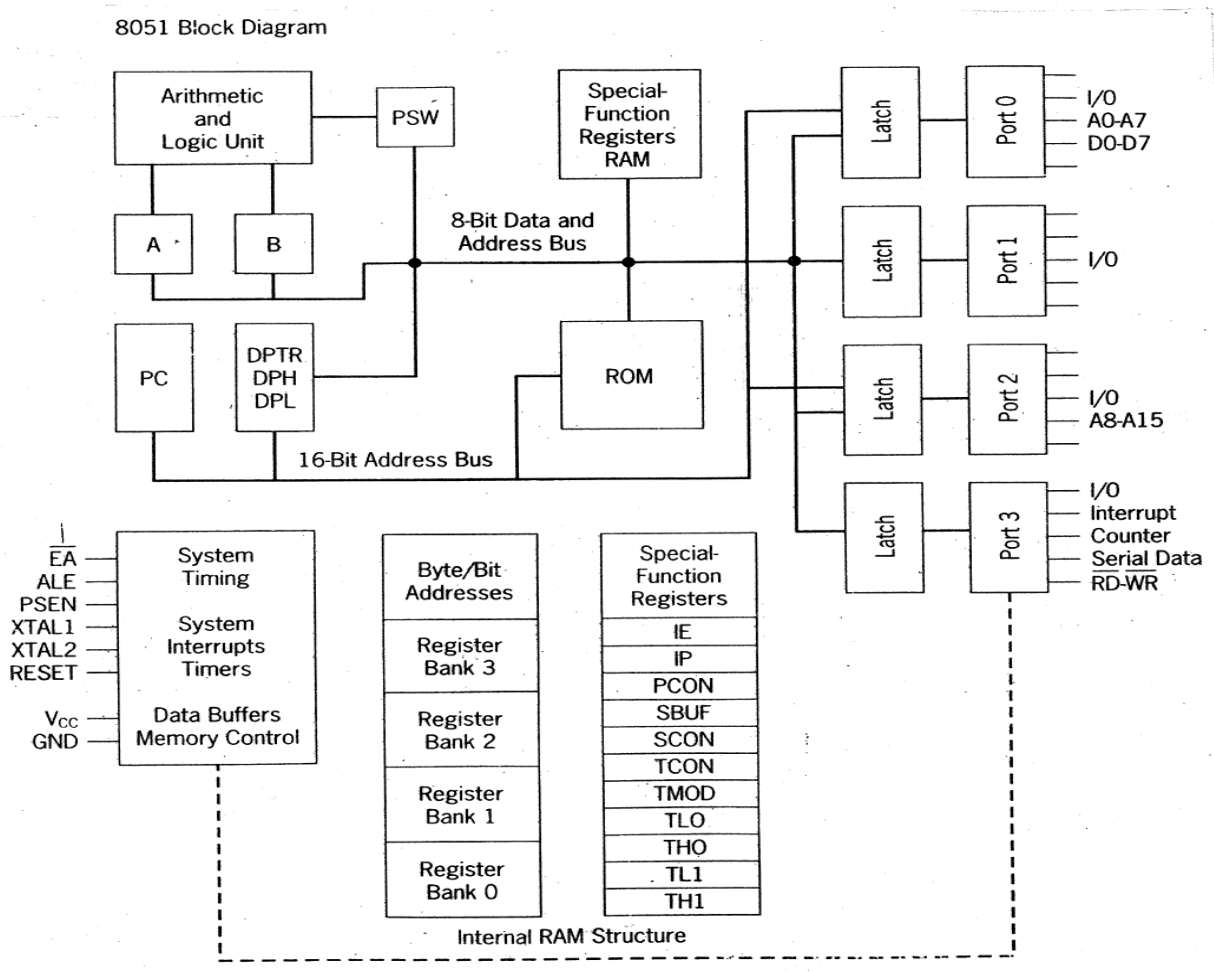 8051 Block Diagram
Arithmetic
and
Logic Unit
PSW
Special-
Function
Registers
RAM
Latch
Port 0
I/O
A0-A7
D0-D7
A
B
8-Bit Data and
Address Bus
Latch
Port 1
I/O
PC
DPTR
DPH
DPL
ROM
Latch
Port 2
I/O
A8-A15
16-Bit Address Bus
Latch
Port 3
I/O
Interrupt
Counter
Serial Data
RD-WR
EA
ALE
PSEN
XTAL1
XTAL2
RESET
VCC
GND
System
Timing
System
Interrupts
Timers
Data Buffers
Memory Control
Byte/Bit
Addresses
Register
Bank 3
Register
Bank 2
Register
Bank 1
Register
Bank 0
Special-
Function
Registers
IE
IP
PCON
SBUF
SCON
TCON
TMOD
TLO
THO
TL1
TH1
Internal RAM Structure